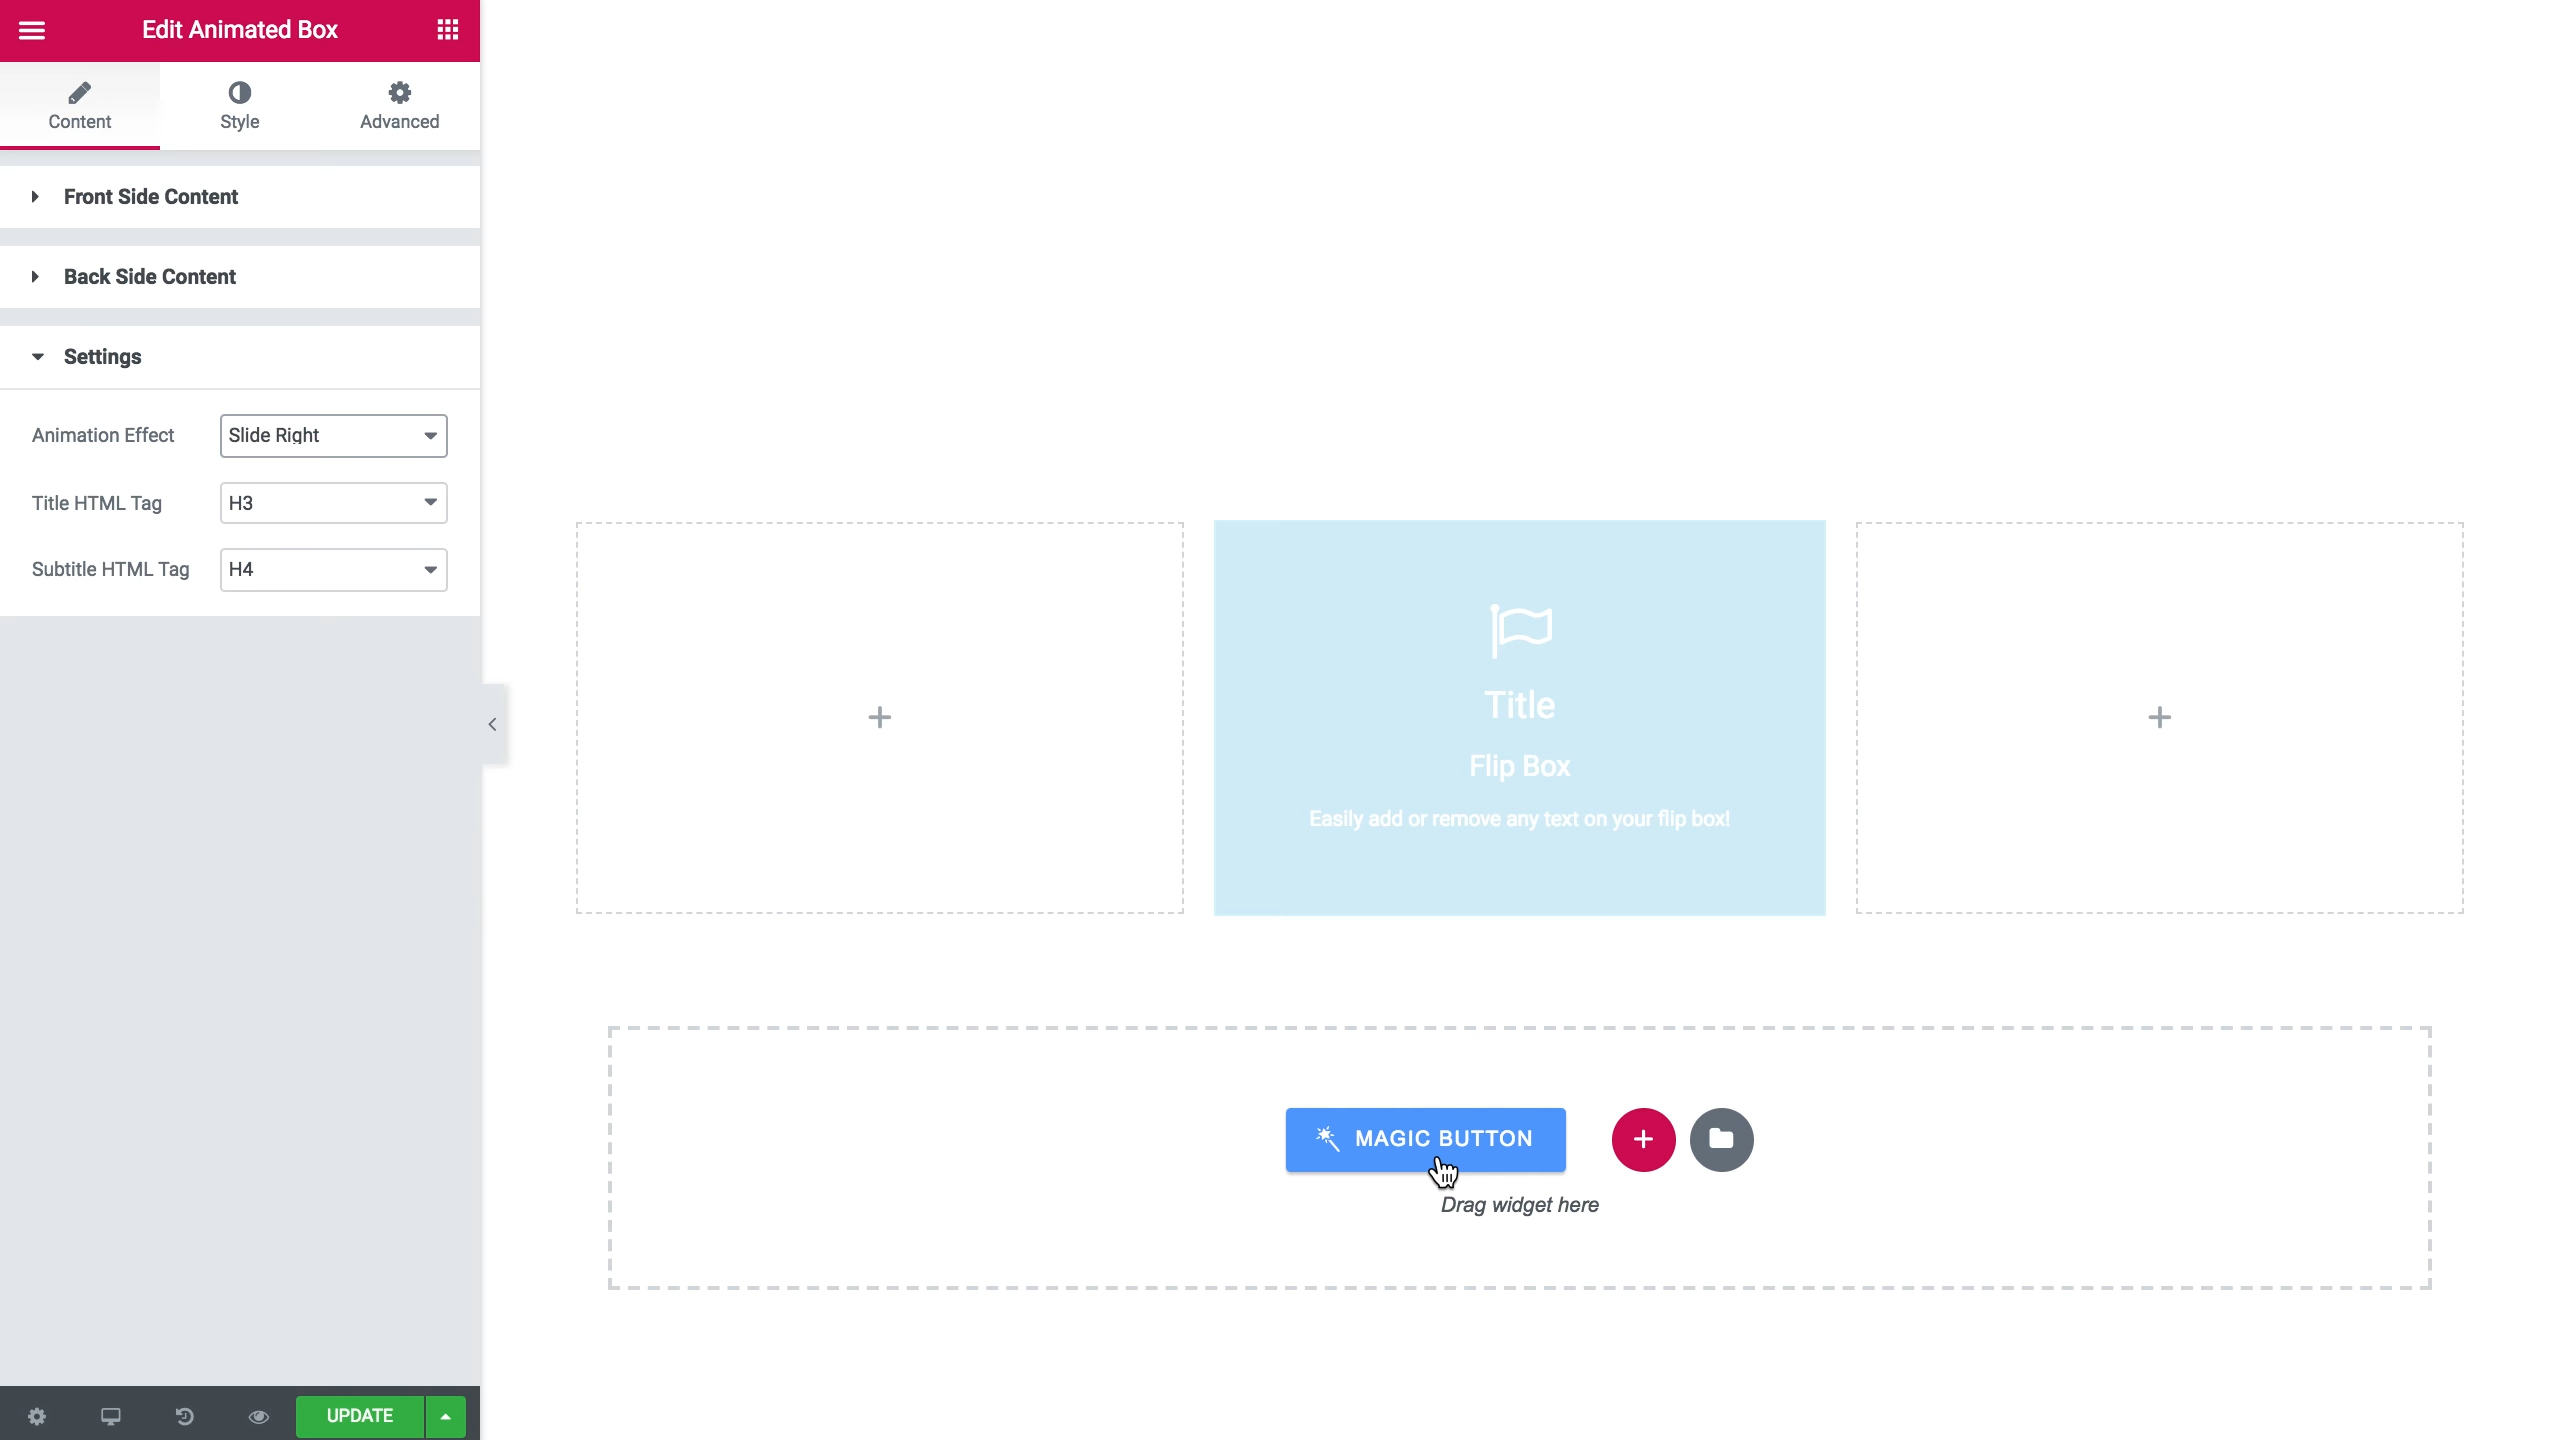 Edit Animated Box
Content
Style
Advanced
Front Side Content
Back Side Content
Settings
Animation Effect
Slide Right
Title HTML Tag
H3
Subtitle HTML Tag
H4
Title
Flip Box
Easily add or remove any text on your flip box!
MAGIC BUTTON
Drag widget here
UPDATE